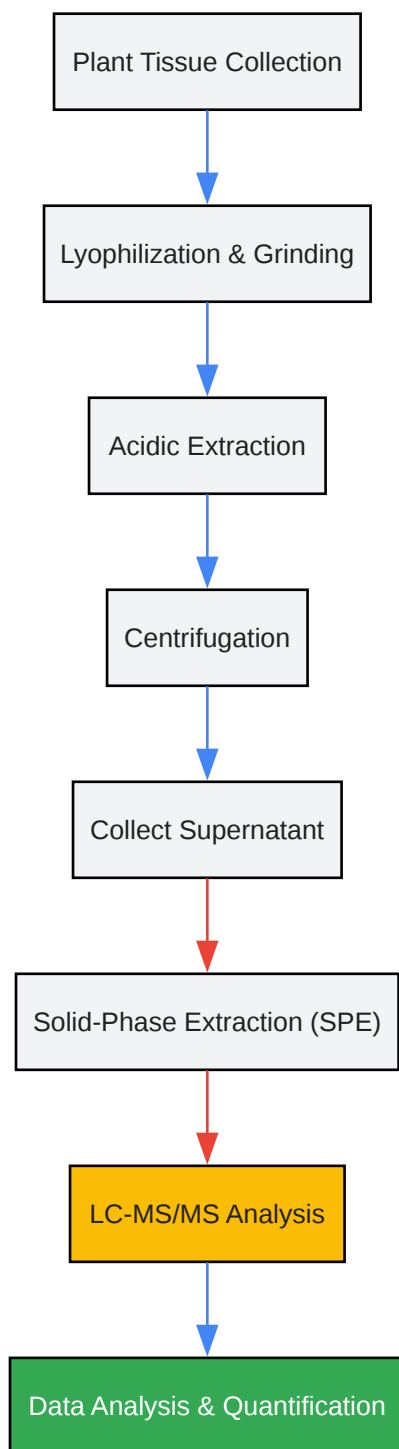 Plant Tissue Collection
Lyophilization & Grinding
Acidic Extraction
Centrifugation
Collect Supernatant
Solid-Phase Extraction (SPE)
LC-MS/MS Analysis
Data Analysis & Quantification